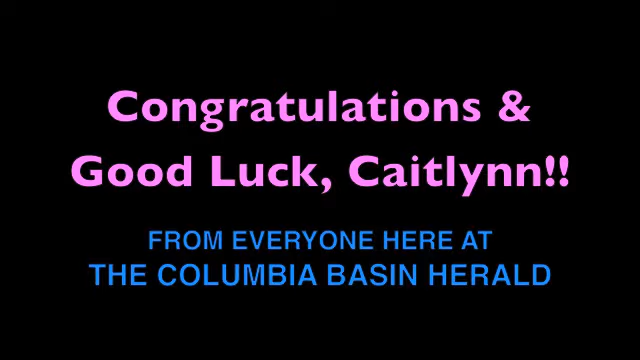 Congratulations &
Good Luck, Caitlynn!!
FROM EVERYONE HERE AT
THE COLUMBIA BASIN HERALD